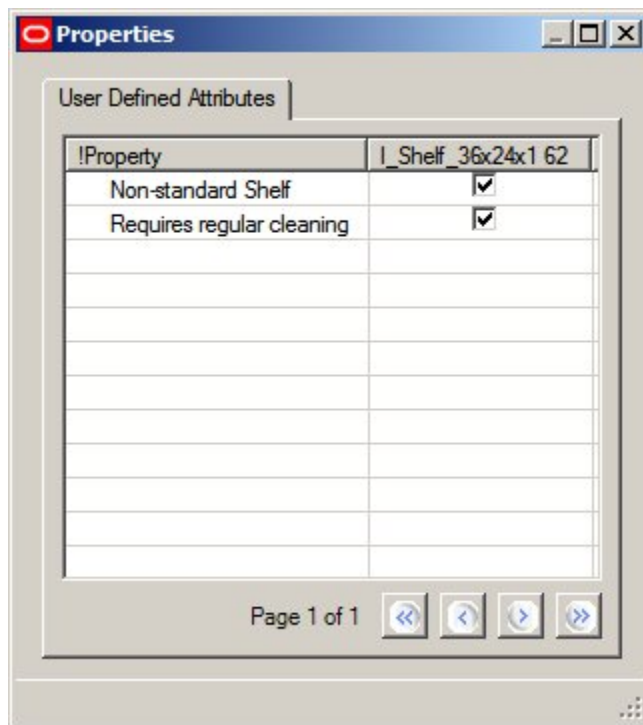 Properties
User Defined Attributes
!Property I_Shelf_36x24x1 62
Non-standard Shelf
Requires regular cleaning
Page 1 of 1